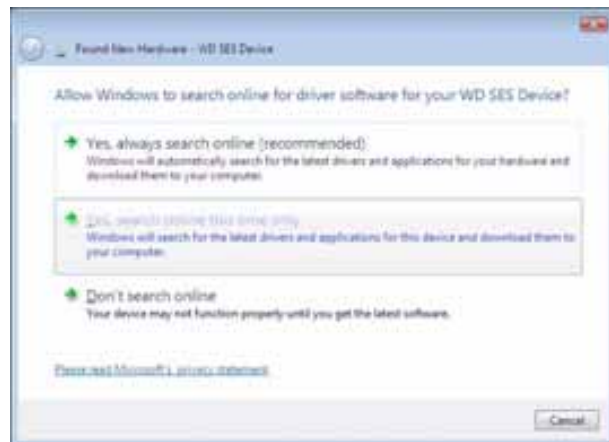 Found New Hardware - WD SES Device
Allow Windows to search online for driver software for your WD SES Device?
Yes, always search online (recommended)
Windows will automatically search for the latest drivers and applications for your hardware and
download them to your computer.
Yes, search online this time only
Windows will search for the latest drivers and applications for this device and download them to
your computer.
Don't search online
Your device may not function properly until you get the latest software.
Please read Microsoft's privacy statement
Cancel